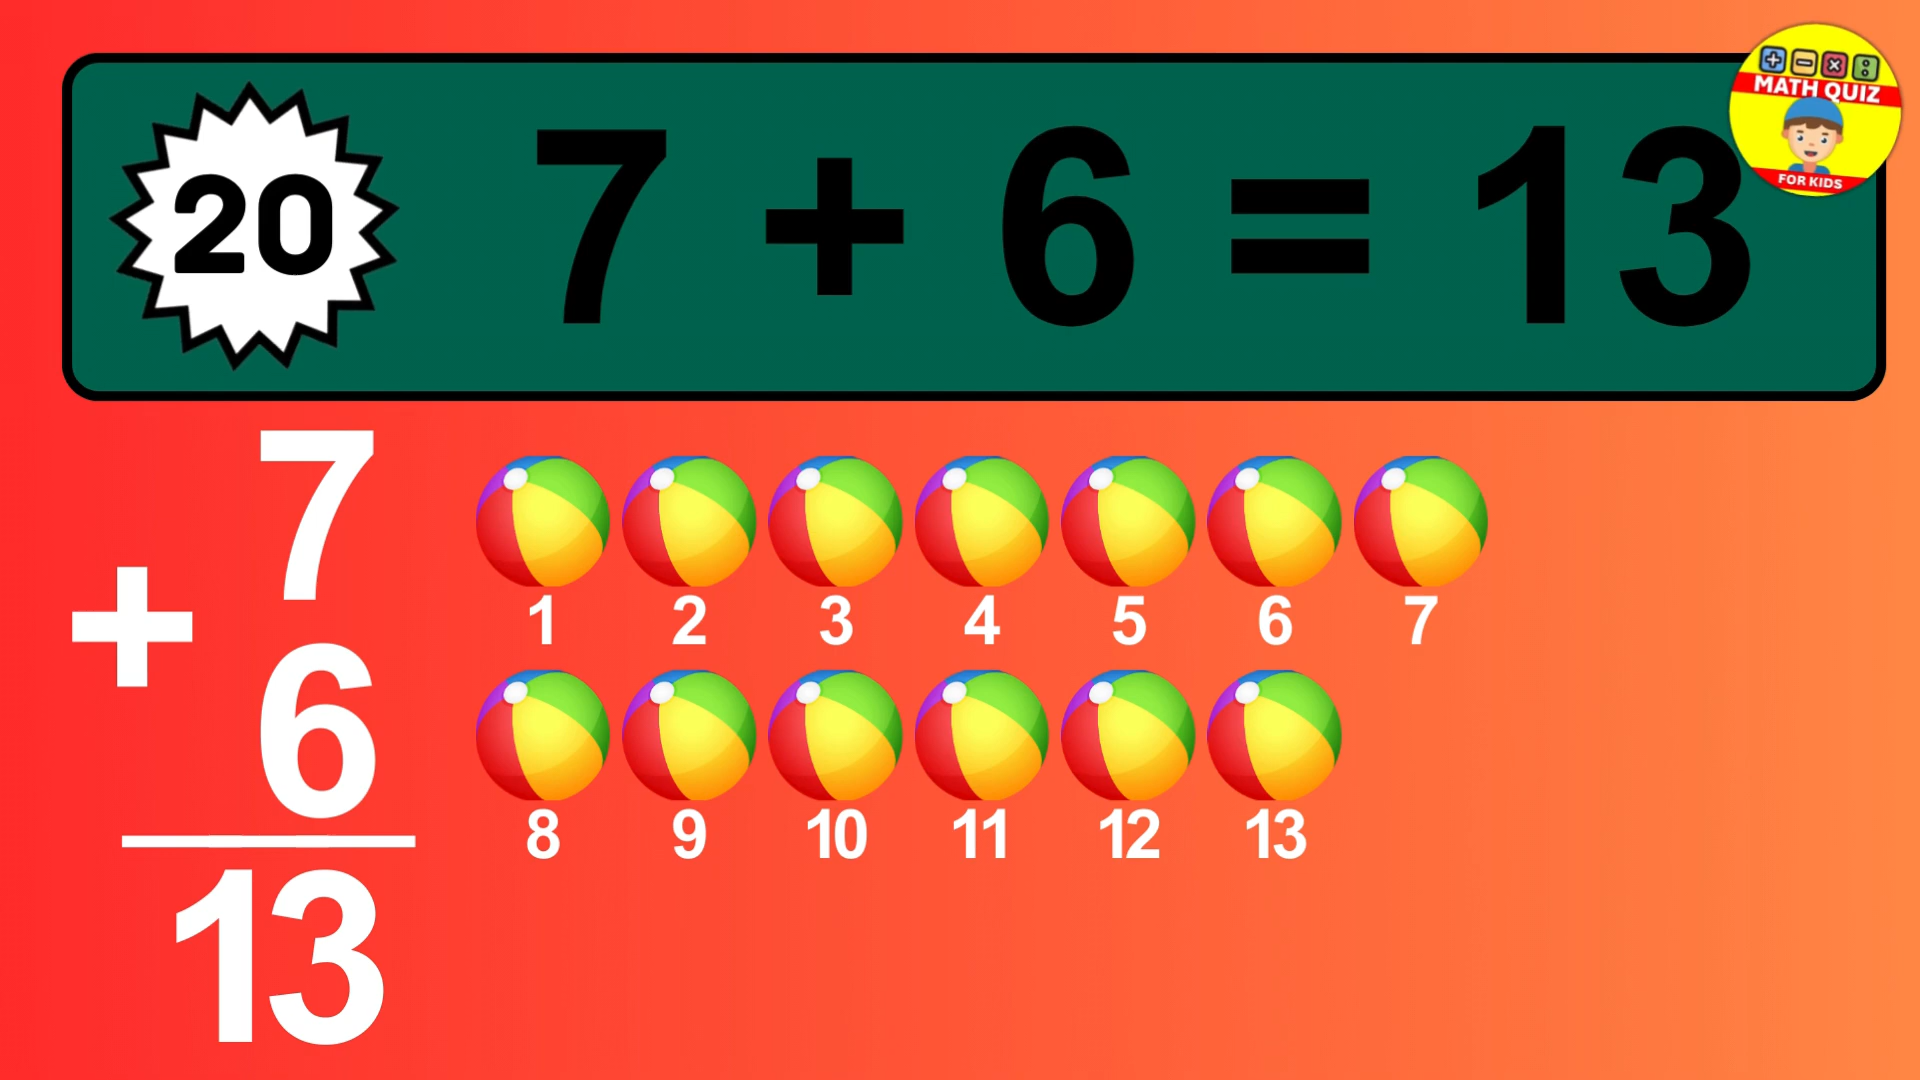 20 7 + 6 = 13
+ − × :
MATH QUIZ
FOR KIDS
7
+
6
13
1 2 3 4 5 6 7
8 9 10 11 12 13